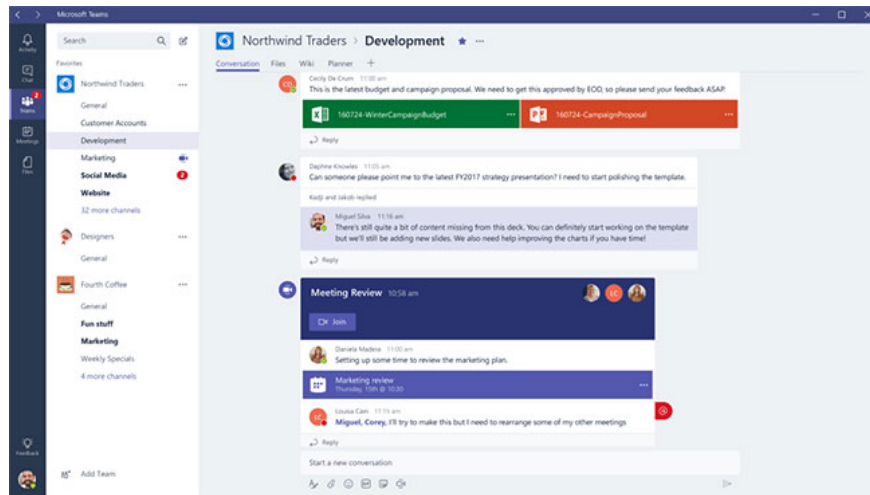 Microsoft Teams
Activity
Chat
2
Teams
Meetings
Files
Feedback
Search
Favorites
Northwind Traders
General
Customer Accounts
Development
Marketing
Social Media 2
Website
32 more channels
Designers
General
Fourth Coffee
General
Fun stuff
Marketing
Weekly Specials
4 more channels
Add Team
Northwind Traders > Development
Conversation Files Wiki Planner
Cecily De Crum 11:00 am
This is the latest budget and campaign proposal. We need to get this approved by EOD, so please send your feedback ASAP.
160724-WinterCampaignBudget
160724-CampaignProposal
Reply
Daphne Knowles 11:05 am
Can someone please point me to the latest FY2017 strategy presentation? I need to start polishing the template.
Kadji and Jakob replied
Miguel Silva 11:16 am
There's still quite a bit of content missing from this deck. You can definitely start working on the template
but we'll still be adding new slides. We also need help improving the charts if you have time!
Reply
Meeting Review 10:58 am
LC
Join
Daniela Madera 11:00 am
Setting up some time to review the marketing plan.
Marketing review
Thursday, 15th @ 10:30
LC
Louisa Cain 11:15 am
Miguel, Corey, I'll try to make this but I need to rearrange some of my other meetings
Reply
Start a new conversation